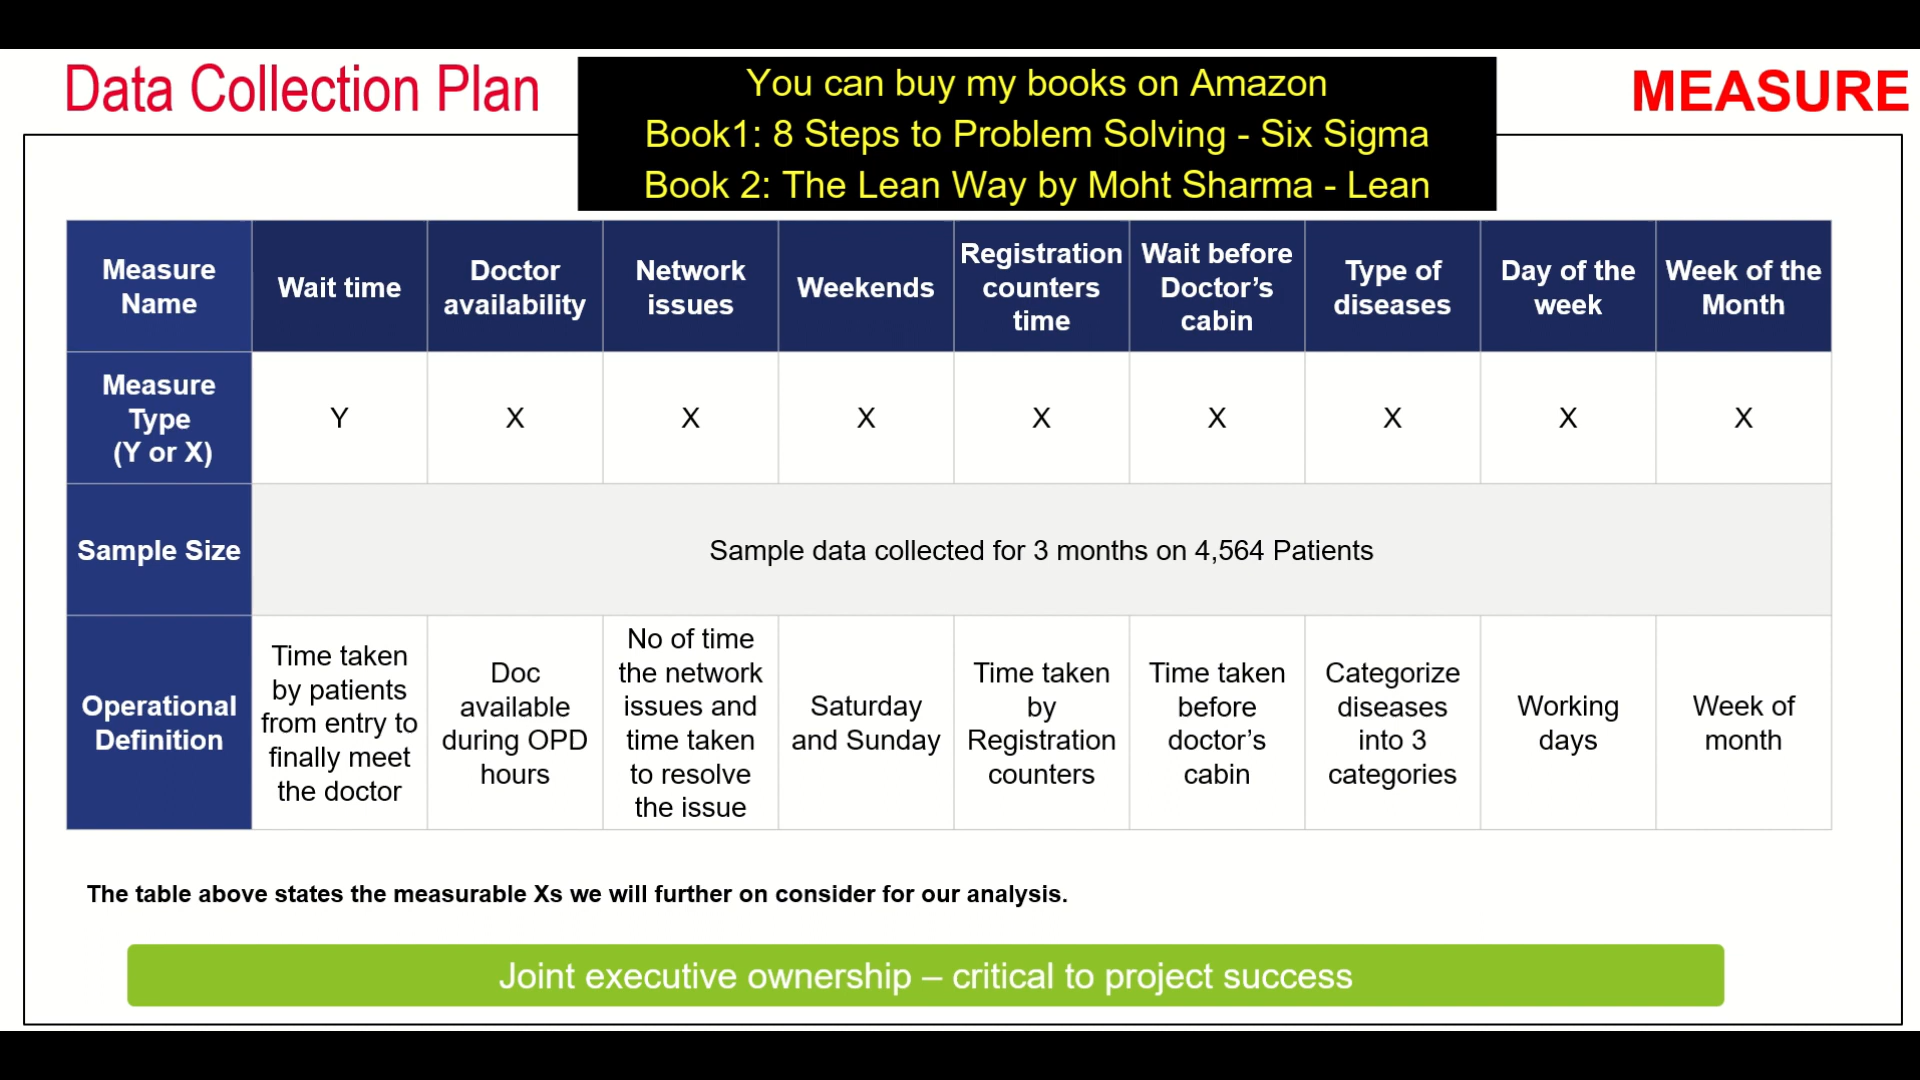 Data Collection Plan
You can buy my books on Amazon
Book1: 8 Steps to Problem Solving - Six Sigma
Book 2: The Lean Way by Moht Sharma - Lean
MEASURE
Measure
Name
Wait time
Doctor
availability
Network
issues
Weekends
Registration
counters
time
Wait before
Doctor’s
cabin
Type of
diseases
Day of the
week
Week of the
Month
Measure
Type
(Y or X)
Y
X
X
X
X
X
X
X
X
Sample Size
Sample data collected for 3 months on 4,564 Patients
Operational
Definition
Time taken
by patients
from entry to
finally meet
the doctor
Doc
available
during OPD
hours
No of time
the network
issues and
time taken
to resolve
the issue
Saturday
and Sunday
Time taken
by
Registration
counters
Time taken
before
doctor’s
cabin
Categorize
diseases
into 3
categories
Working
days
Week of
month
The table above states the measurable Xs we will further on consider for our analysis.
Joint executive ownership – critical to project success